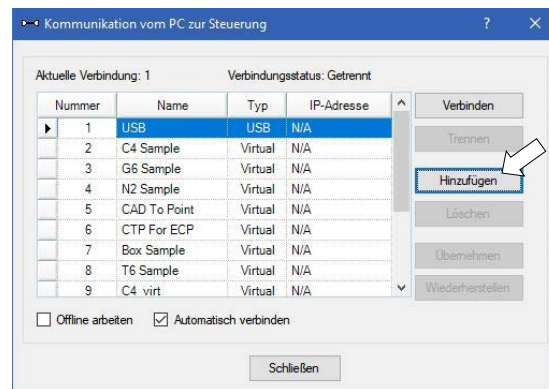 Kommunikation vom PC zur Steuerung ? ×
Aktuelle Verbindung: 1 Verbindungsstatus: Getrennt
Nummer Name Typ IP-Adresse Verbinden
1 USB USB N/A
2 C4 Sample Virtual N/A Trennen
3 G6 Sample Virtual N/A
4 N2 Sample Virtual N/A Hinzufügen
5 CAD To Point Virtual N/A
6 CTP For ECP Virtual N/A Löschen
7 Box Sample Virtual N/A
8 T6 Sample Virtual N/A Übernehmen
9 C4 virt Virtual N/A Wiederherstellen
Offline arbeiten Automatisch verbinden
Schließen